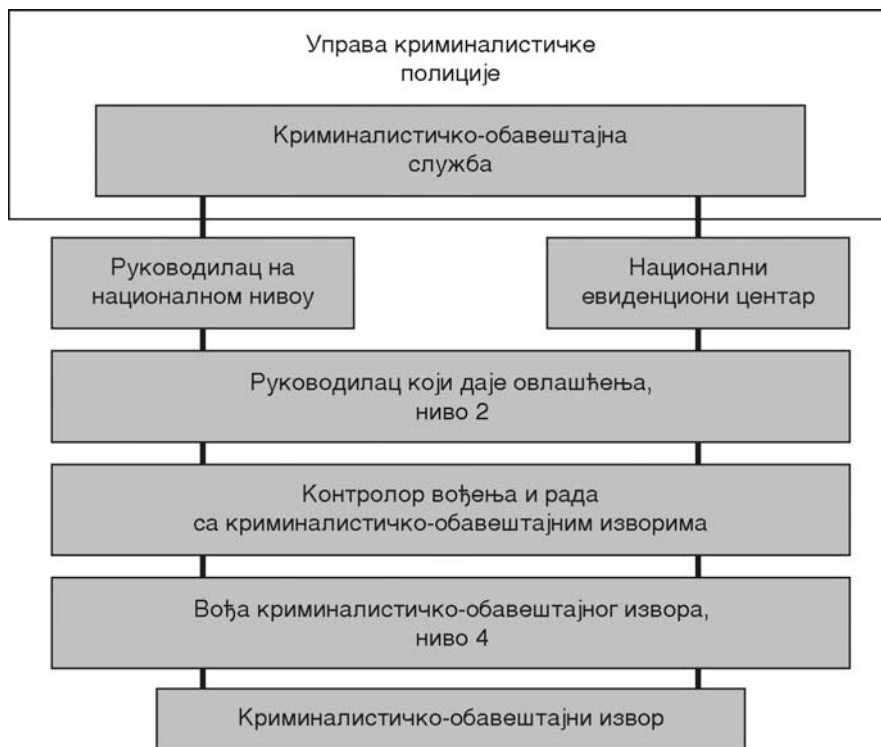 Управа криминалистичке
полиције
Криминалистичко-обавештајна
служба
Руководилац на
националном нивоу
Национални
евиденциони центар
Руководилац који даје овлашћења,
ниво 2
Контролор вођења и рада
са криминалистичко-обавештајним изворима
Вођа криминалистичко-обавештајног извора,
ниво 4
Криминалистичко-обавештајни извор